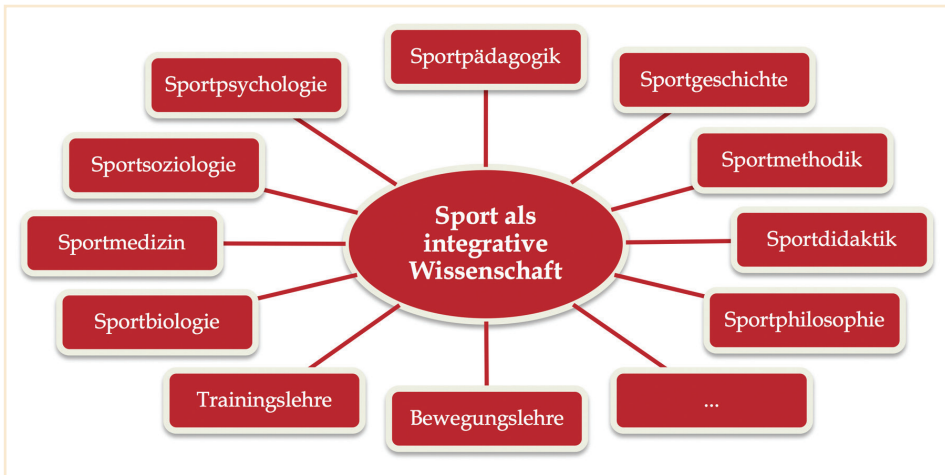 Sportpädagogik
Sportpsychologie
Sportgeschichte
Sportsoziologie
Sportmethodik
Sport als
integrative
Wissenschaft
Sportmedizin
Sportdidaktik
Sportbiologie
Sportphilosophie
Trainingslehre
Bewegungslehre
...